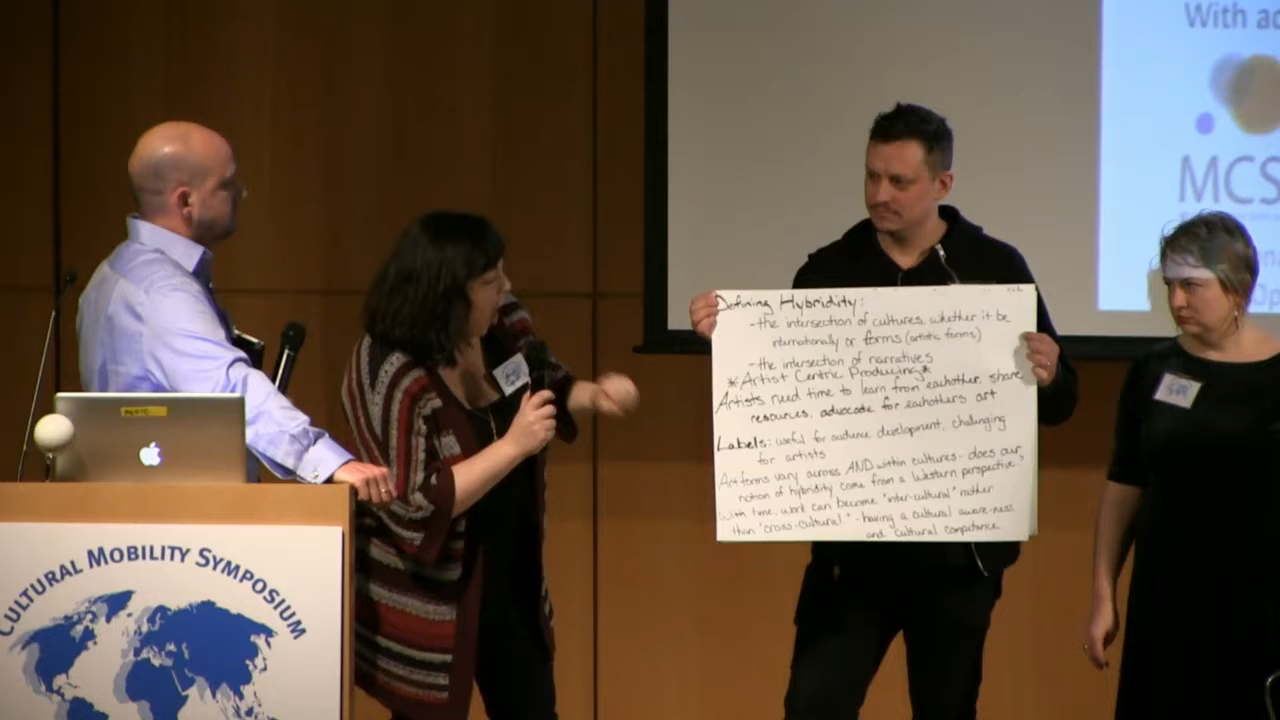 With ac
MCS
Defining Hybridity:
-the intersection of cultures, whether it be
internationally or forms (artistic forms)
-the intersection of narratives
*Artist Centric Producing*
Artists need time to learn from eachother, share
resources, advocate for eachothers art
Labels: useful for audience development, challenging
for artists
Art forms vary across AND within cultures - does our
notion of hybridity come from a Western perspective?
With time, work can become "inter-cultural" rather
than "cross-cultural" - having a cultural aware-ness
and cultural competance
CULTURAL MOBILITY SYMPOSIUM